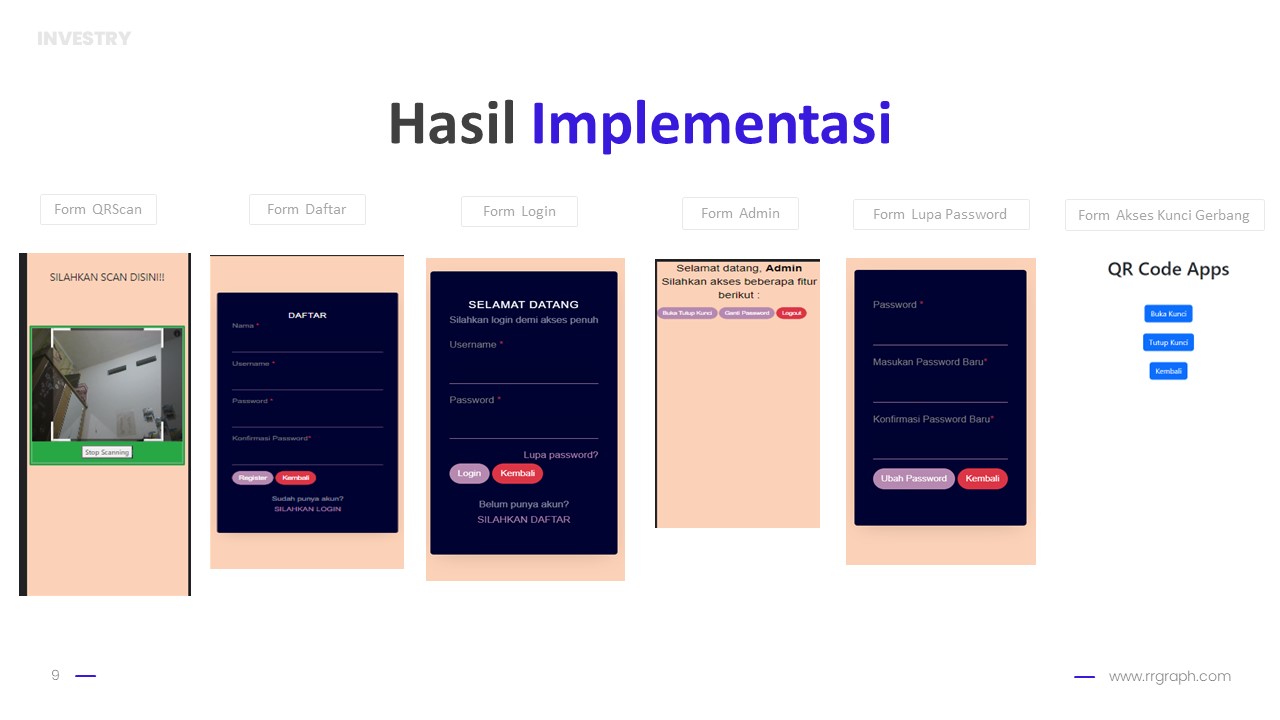 INVESTRY
Hasil Implementasi
Form QRScan
Form Daftar
Form Login
Form Admin
Form Lupa Password
Form Akses Kunci Gerbang
SILAHKAN SCAN DISINI!!!
Stop Scanning
DAFTAR
Nama *
Username *
Password *
Konfirmasi Password*
Register
Kembali
Sudah punya akun?
SILAHKAN LOGIN
SELAMAT DATANG
Silahkan login demi akses penuh
Username *
Password *
Lupa password?
Login
Kembali
Belum punya akun?
SILAHKAN DAFTAR
Selamat datang, Admin
Silahkan akses beberapa fitur
berikut :
Buka Tutup Kunci
Ganti Password
Logout
Password *
Masukan Password Baru*
Konfirmasi Password Baru*
Ubah Password
Kembali
QR Code Apps
Buka Kunci
Tutup Kunci
Kembali
9
www.rrgraph.com